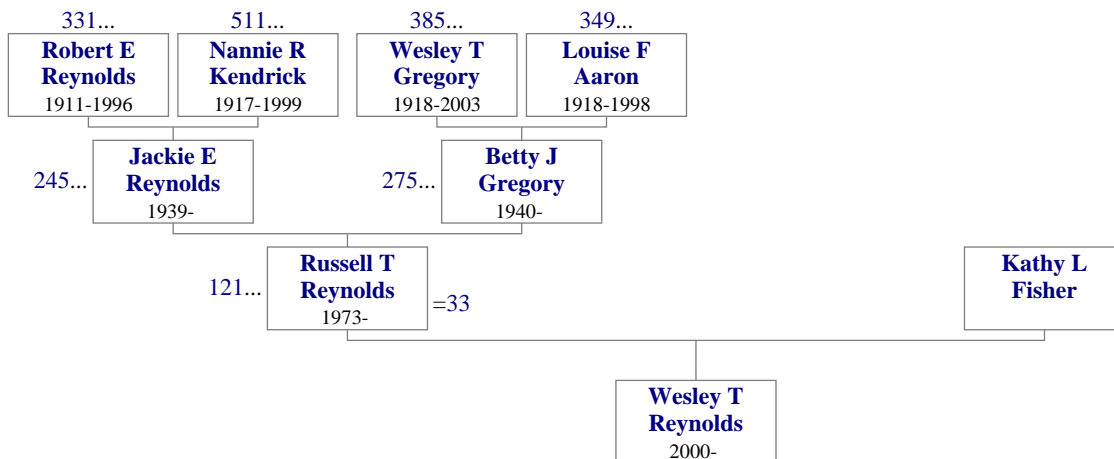 331... 511... 385... 349...
Robert E Nannie R Wesley T Louise F
Reynolds Kendrick Gregory Aaron
1911-1996 1917-1999 1918-2003 1918-1998
Jackie E Betty J
245... Reynolds 275... Gregory
1939- 1940-
Russell T Kathy L
121... Reynolds =33 Fisher
1973-
Wesley T
Reynolds
2000-